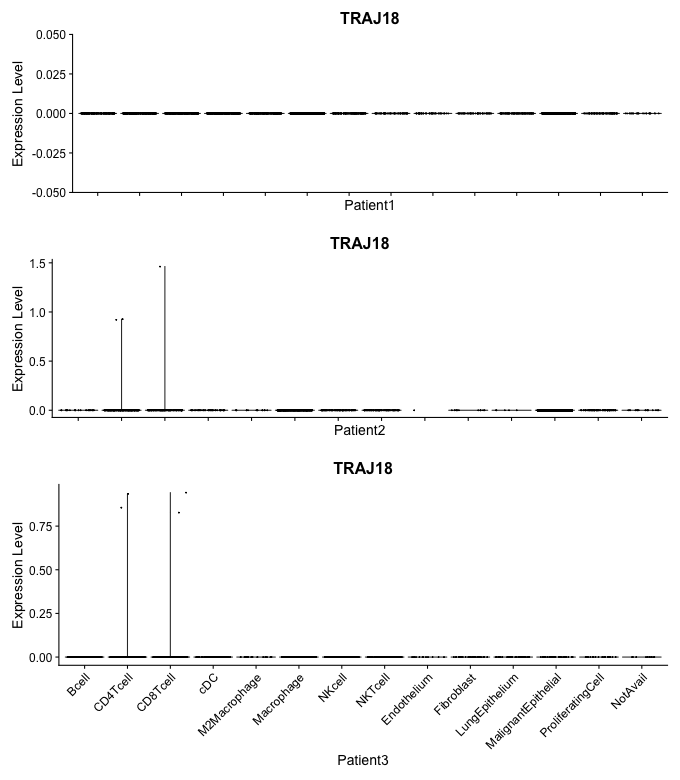 TRAJ18
Expression Level
0.050
0.025
0.000
-0.025
-0.050
Patient1
TRAJ18
Expression Level
1.5
1.0
0.5
0.0
Patient2
TRAJ18
Expression Level
0.75
0.50
0.25
0.00
Bcell
CD4Tcell
CD8Tcell
cDC
M2Macrophage
Macrophage
NKcell
NKTcell
Endothelium
Fibroblast
LungEpithelium
MalignantEpithelial
ProliferatingCell
NotAvail
Patient3